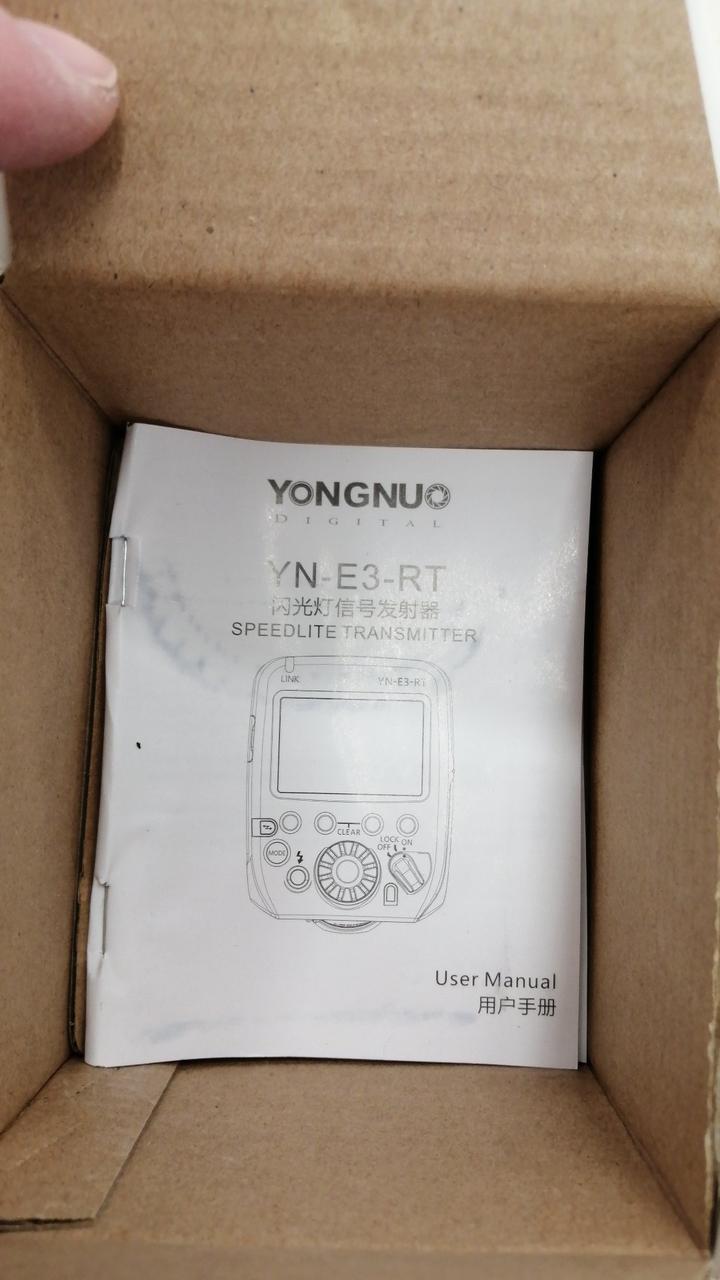 YONGNUO
DIGITAL
YN-E3-RT
闪光灯信号发射器
SPEEDLITE TRANSMITTER
LINK
YN-E3-RT
CLEAR
LOCK
OFF
ON
MODE
User Manual
用户手册